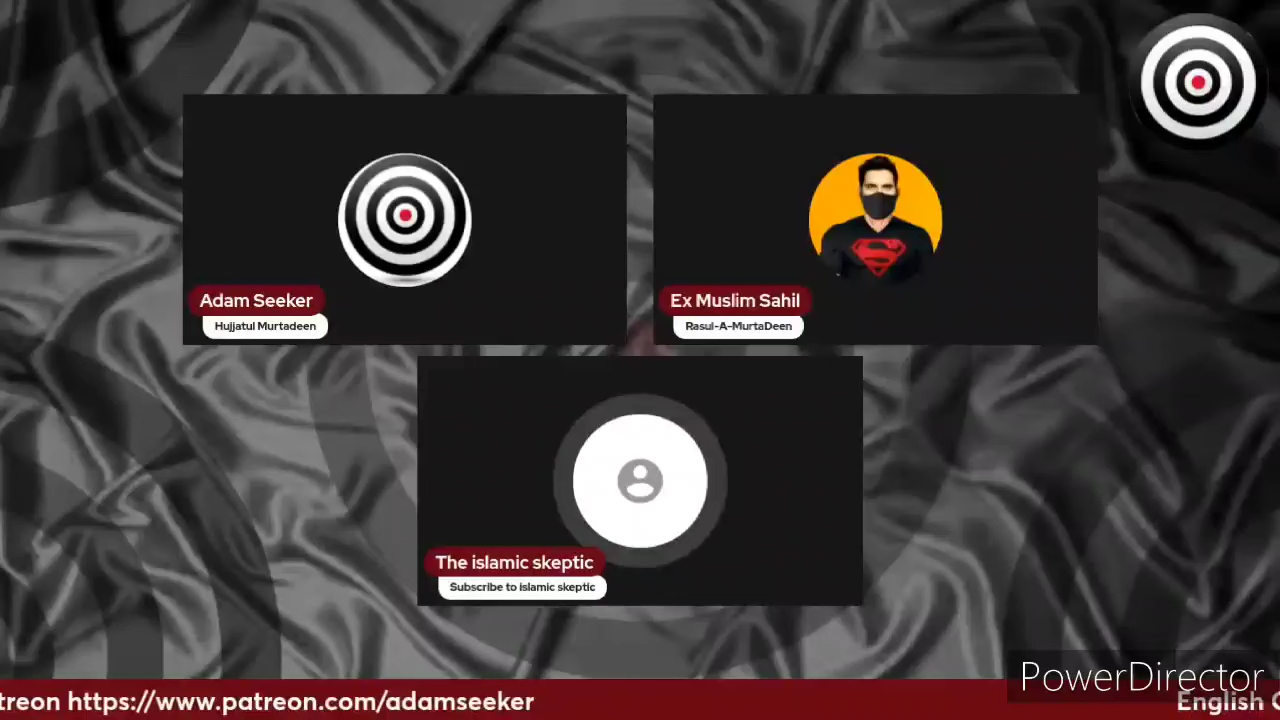 Adam Seeker
Hujjatul Murtadeen
Ex Muslim Sahil
Rasul-A-MurtaDeen
The islamic skeptic
Subscribe to islamic skeptic
PowerDirector
treon https://www.patreon.com/adamseeker
English